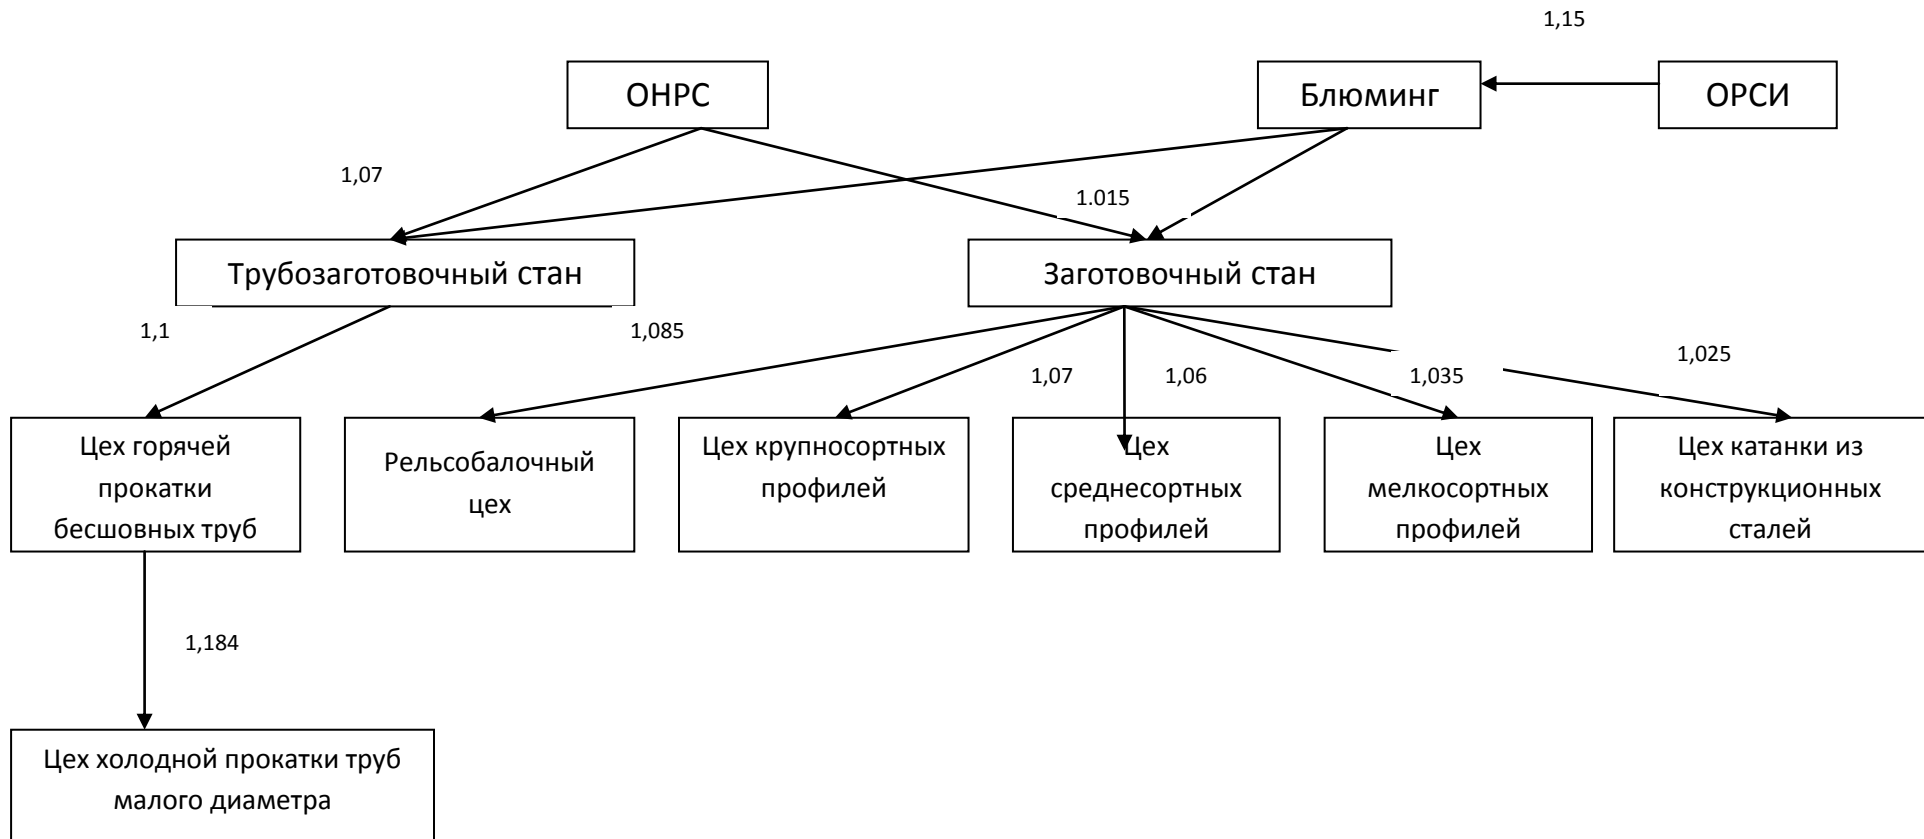 1,15
ОНРС
Блюминг
ОРСИ
1,07
1.015
Трубозаготовочный стан
Заготовочный стан
1,1
1,085
1,07
1,06
1,035
1,025
Цех горячей
прокатки
бесшовных труб
Рельсобалочный
цех
Цех крупносортных
профилей
Цех
среднесортных
профилей
Цех
мелкосортных
профилей
Цех катанки из
конструкционных
сталей
1,184
Цех холодной прокатки труб
малого диаметра